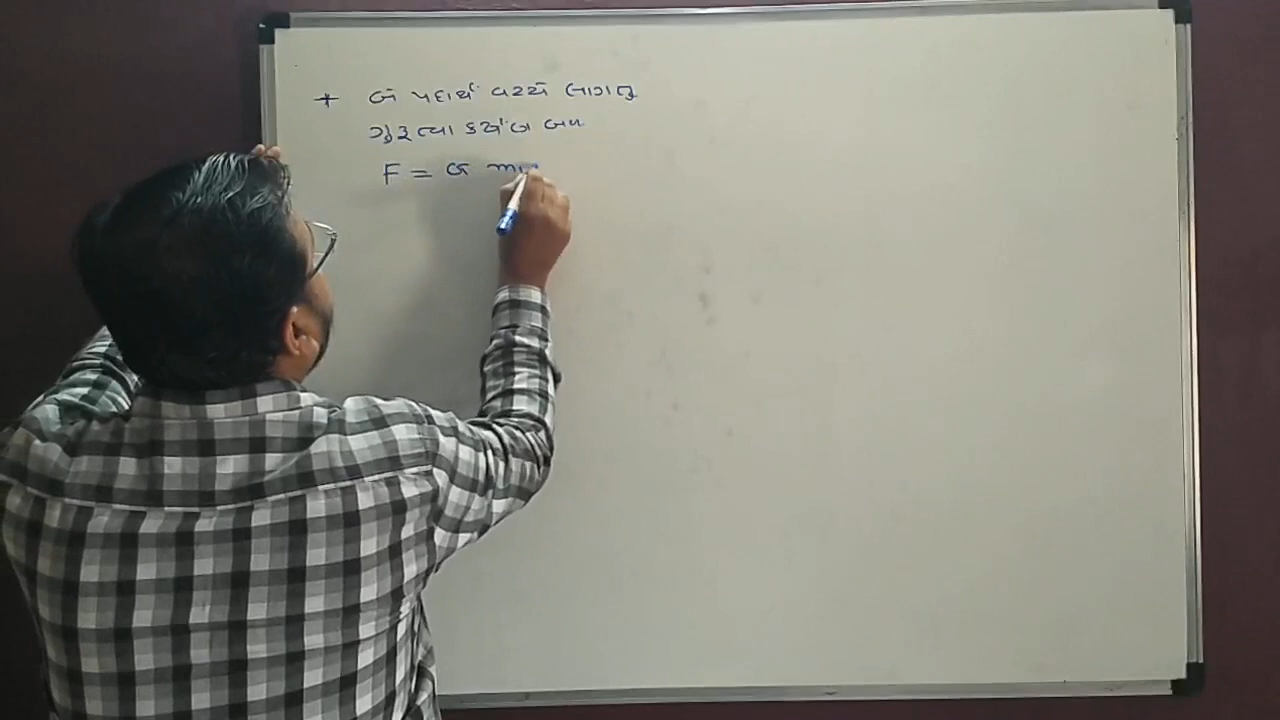 * બે પદાર્થ વચ્ચે લાગતુ
ગુરૂત્વાકર્ષણ બળ
F = G m